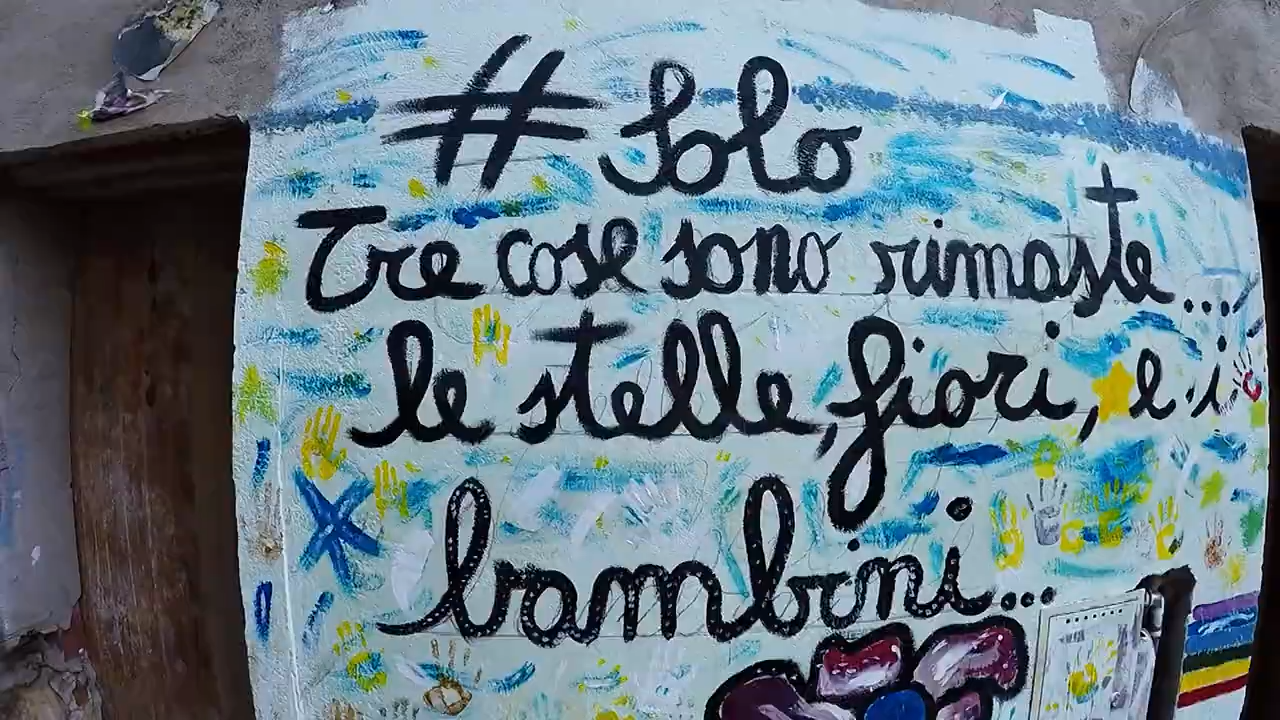 # Solo
Tre cose sono rimaste...
le stelle, fiori, e i
bambini...